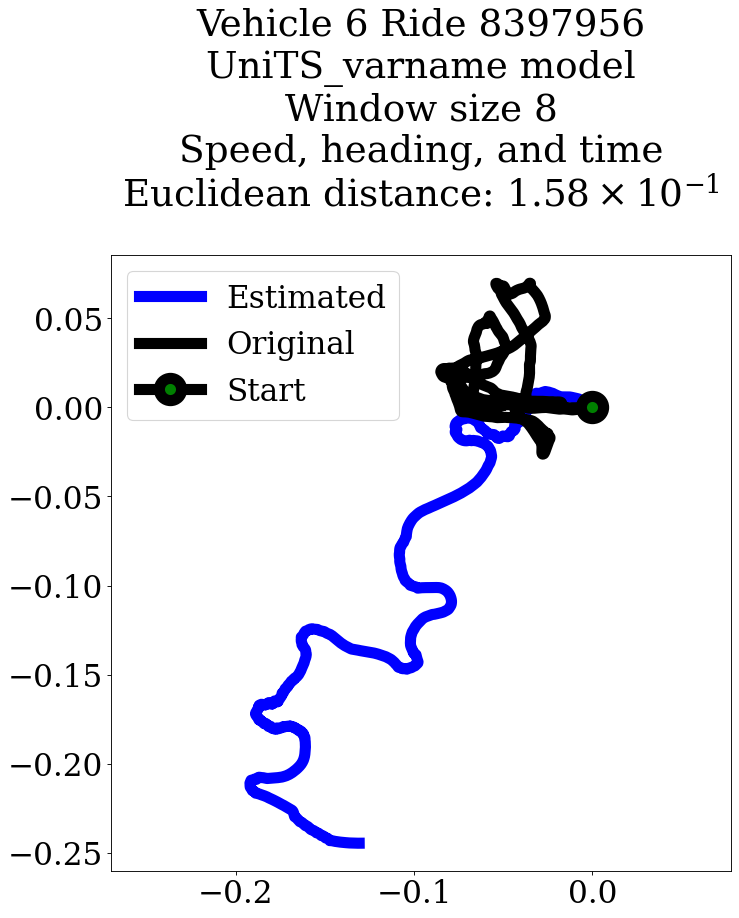 Vehicle 6 Ride 8397956
UniTS_varname model
Window size 8
Speed, heading, and time
Euclidean distance: 1.58 × 10⁻¹
Estimated
Original
Start
0.05
0.00
−0.05
−0.10
−0.15
−0.20
−0.25
−0.2
−0.1
0.0